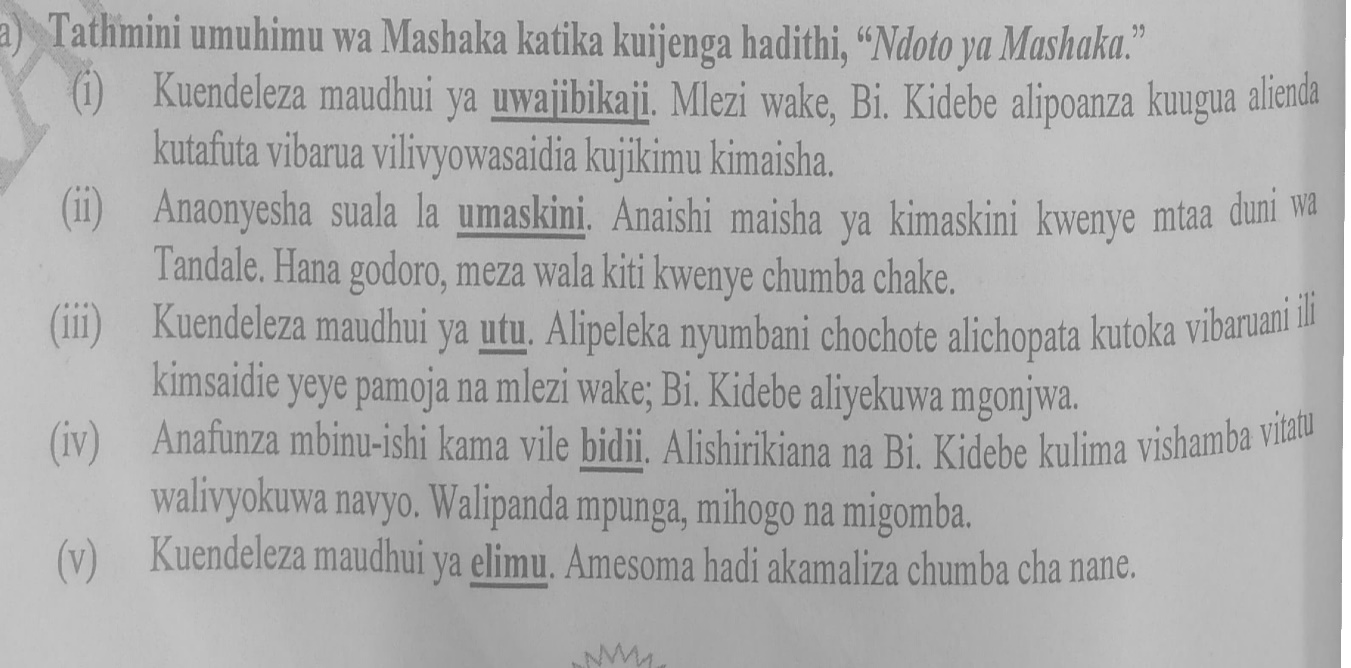 a) Tathmini umuhimu wa Mashaka katika kuijenga hadithi, “Ndoto ya Mashaka.”
(i) Kuendeleza maudhui ya uwajibikaji. Mlezi wake, Bi. Kidebe alipoanza kuugua alienda
kutafuta vibarua vilivyowasaidia kujikimu kimaisha.
(ii) Anaonyesha suala la umaskini. Anaishi maisha ya kimaskini kwenye mtaa duni wa
Tandale. Hana godoro, meza wala kiti kwenye chumba chake.
(iii) Kuendeleza maudhui ya utu. Alipeleka nyumbani chochote alichopata kutoka vibaruani ili
kimsaidie yeye pamoja na mlezi wake; Bi. Kidebe aliyekuwa mgonjwa.
(iv) Anafunza mbinu-ishi kama vile bidii. Alishirikiana na Bi. Kidebe kulima vishamba vitatu
walivyokuwa navyo. Walipanda mpunga, mihogo na migomba.
(v) Kuendeleza maudhui ya elimu. Amesoma hadi akamaliza chumba cha nane.